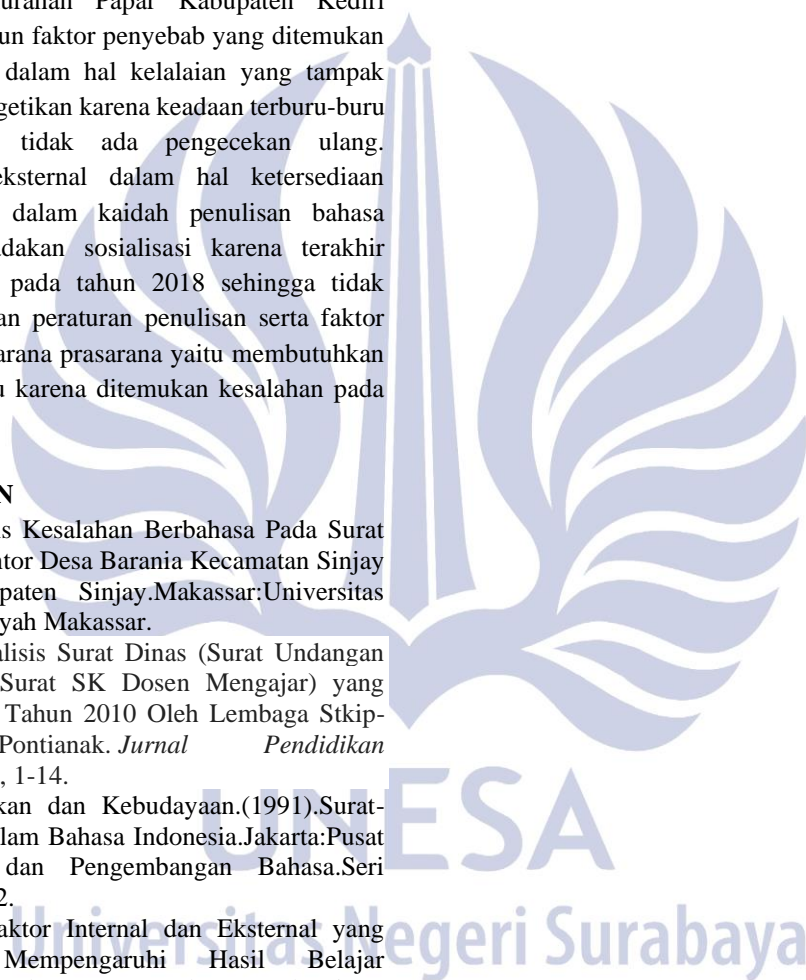 Papar Kabupaten Kediri
un faktor penyebab yang ditemukan
dalam hal kelalaian yang tampak
getikan karena keadaan terburu-buru
tidak ada pengecekan ulang.
eksternal dalam hal ketersediaan
dalam kaidah penulisan bahasa
adakan sosialisasi karena terakhir
pada tahun 2018 sehingga tidak
an peraturan penulisan serta faktor
arana prasarana yaitu membutuhkan
u karena ditemukan kesalahan pada
N
is Kesalahan Berbahasa Pada Surat
ntor Desa Barania Kecamatan Sinjay
paten Sinjay.Makassar:Universitas
yah Makassar.
alisis Surat Dinas (Surat Undangan
Surat SK Dosen Mengajar) yang
Tahun 2010 Oleh Lembaga Stkip-
Pontianak. Jurnal Pendidikan
, 1-14.
kan dan Kebudayaan.(1991).Surat-
lam Bahasa Indonesia.Jakarta:Pusat
dan Pengembangan Bahasa.Seri
2.
aktor Internal dan Eksternal yang
Mempengaruhi Hasil Belajar
UNESA
Universitas Negeri Surabaya